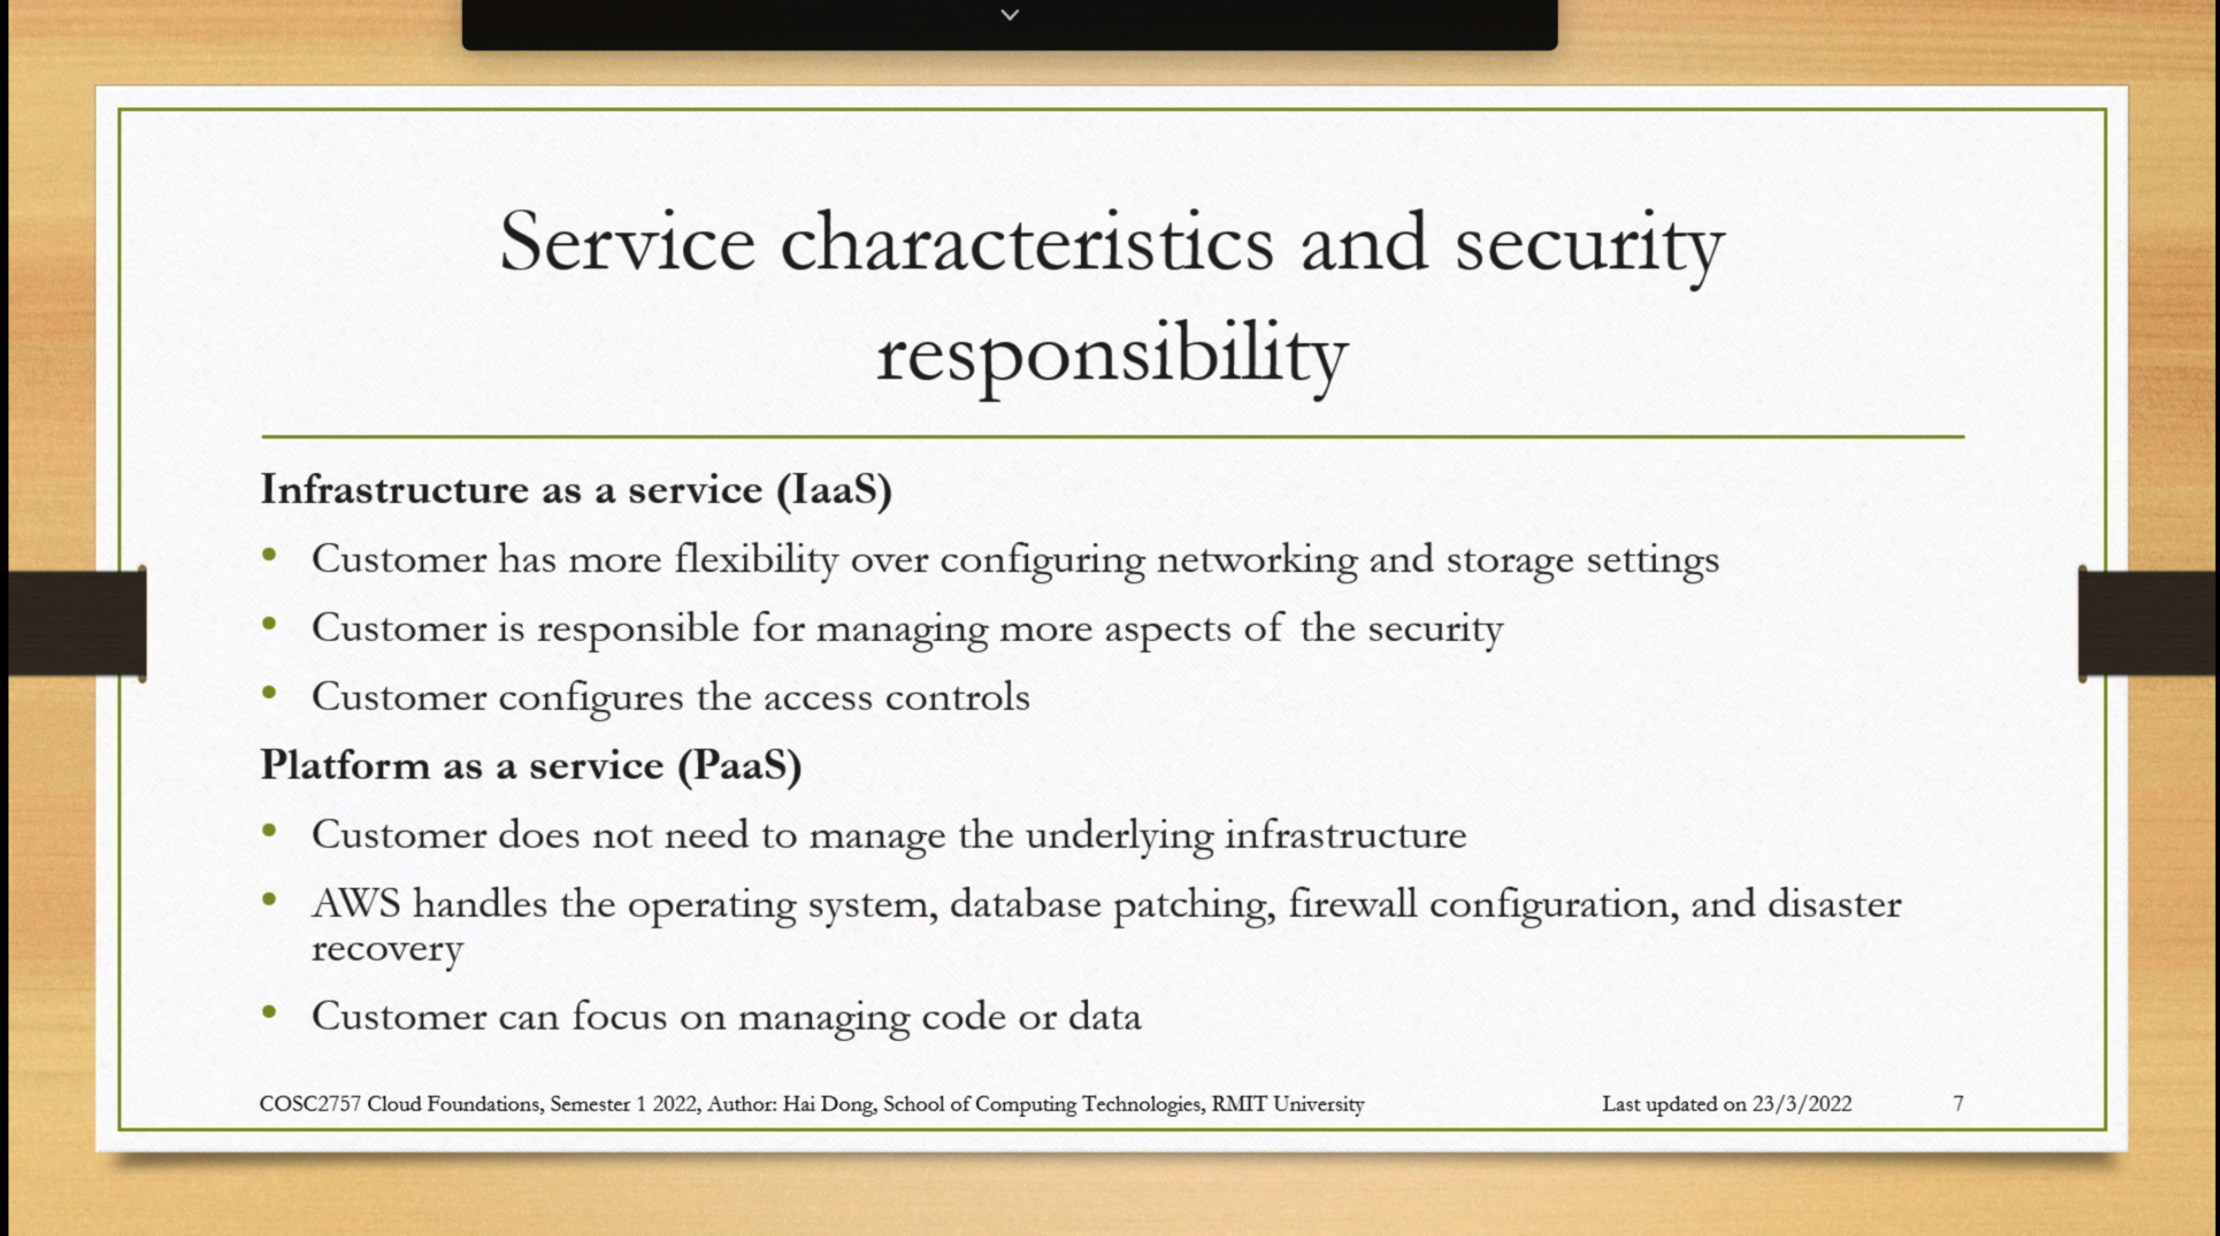 Service characteristics and security
responsibility
Infrastructure as a service (IaaS)
• Customer has more flexibility over configuring networking and storage settings
• Customer is responsible for managing more aspects of the security
• Customer configures the access controls
Platform as a service (PaaS)
• Customer does not need to manage the underlying infrastructure
• AWS handles the operating system, database patching, firewall configuration, and disaster
recovery
• Customer can focus on managing code or data
COSC2757 Cloud Foundations, Semester 1 2022, Author: Hai Dong, School of Computing Technologies, RMIT University Last updated on 23/3/2022 7